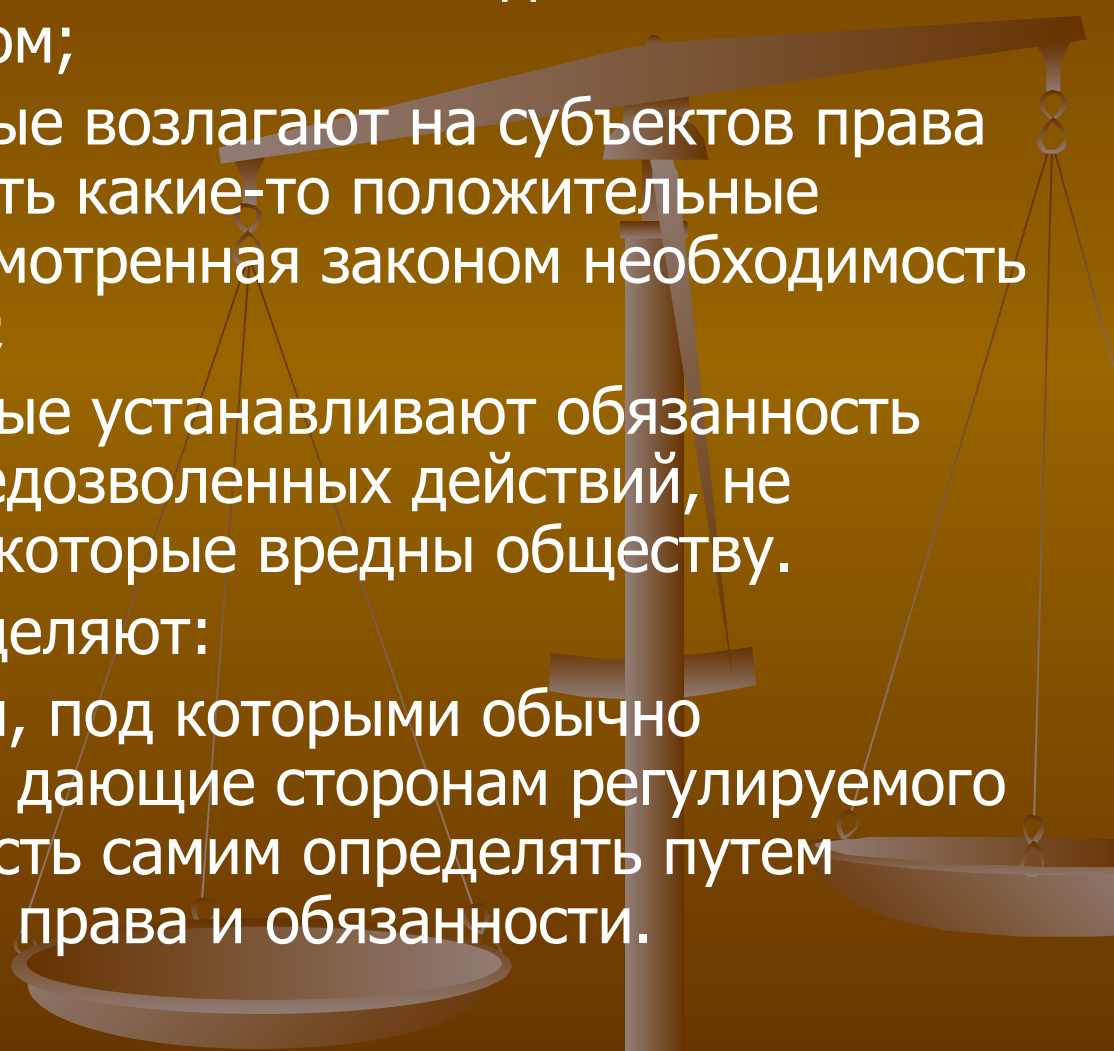 ом;
ые возлагают на субъектов права
ть какие-то положительные
мотренная законом необходимость
;
ые устанавливают обязанность
едозволенных действий, не
которые вредны обществу.
деляют:
, под которыми обычно
дающие сторонам регулируемого
сть самим определять путем
права и обязанности.